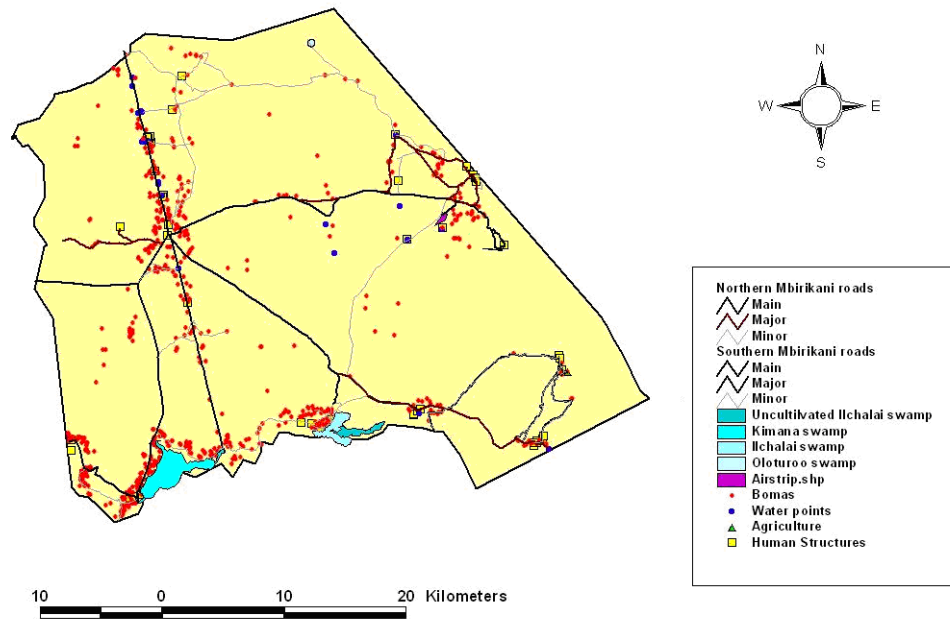 N
W E
S
Northern Mbirikani roads
Main
Major
Minor
Southern Mbirikani roads
Main
Major
Minor
Uncultilvated Ilchalai swamp
Kimana swamp
Ilchalai swamp
Oloturoo swamp
Airstrip.shp
Bomas
Water points
Agriculture
Human Structures
10 0 10 20 Kilometers